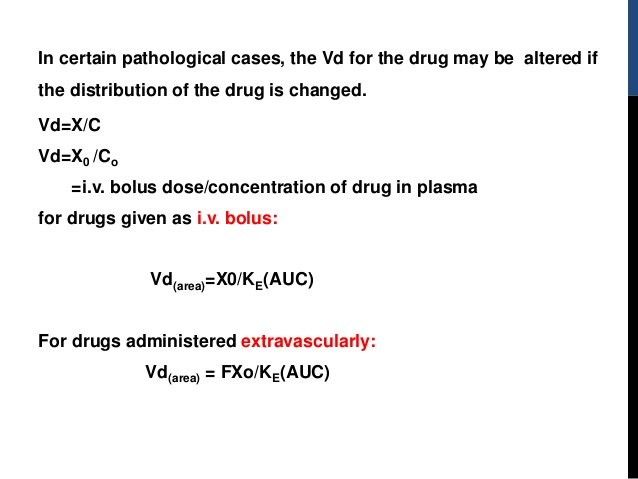 In certain pathological cases, the Vd for the drug may be  altered if
the distribution of the drug is changed.
Vd=X/C
Vd=X₀ /Cₒ
=i.v. bolus dose/concentration of drug in plasma
for drugs given as i.v. bolus:
Vd(area)=X0/KE(AUC)
For drugs administered extravascularly:
Vd(area) = FXo/KE(AUC)